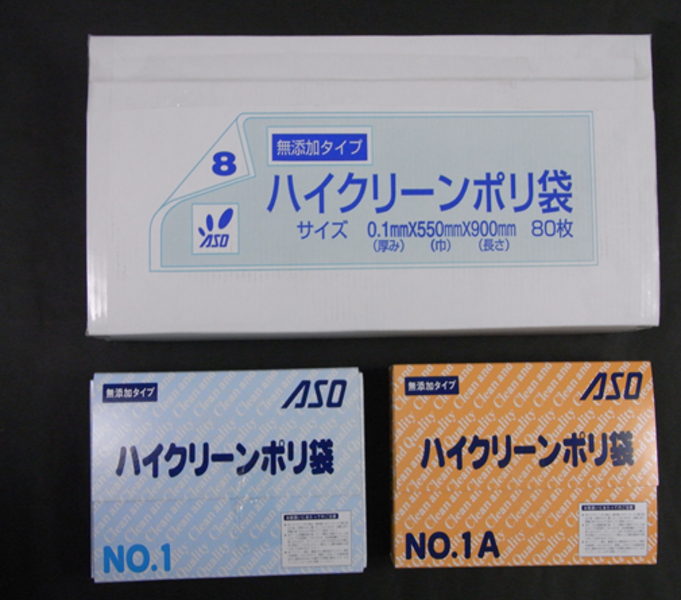 8
無添加タイプ
ハイクリーンポリ袋
ASO
サイズ 0.1mmX550mmX900mm 80枚
(厚み) (巾) (長さ)
無添加タイプ
ASO
ハイクリーンポリ袋
NO.1
無添加タイプ
ASO
ハイクリーンポリ袋
NO.1A
Clean and
Quality